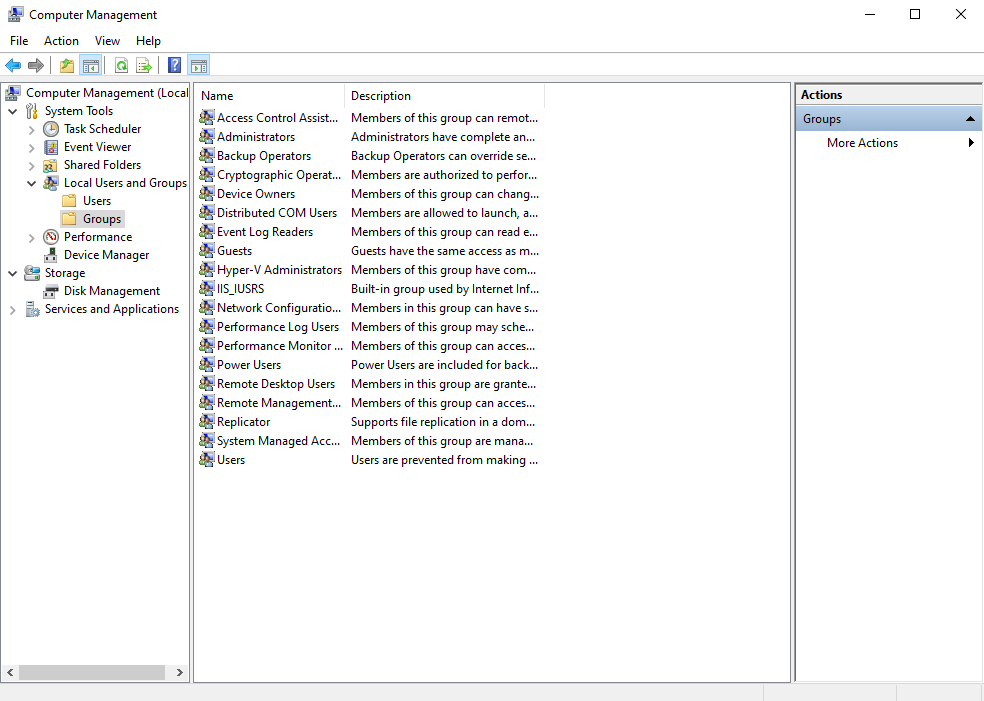 Computer Management
File Action View Help
Computer Management (Local
System Tools
Task Scheduler
Event Viewer
Shared Folders
Local Users and Groups
Users
Groups
Performance
Device Manager
Storage
Disk Management
Services and Applications
Name Description
Access Control Assist... Members of this group can remot...
Administrators Administrators have complete an...
Backup Operators Backup Operators can override se...
Cryptographic Operat... Members are authorized to perfor...
Device Owners Members of this group can chang...
Distributed COM Users Members are allowed to launch, a...
Event Log Readers Members of this group can read e...
Guests Guests have the same access as m...
Hyper-V Administrators Members of this group have com...
IIS_IUSRS Built-in group used by Internet Inf...
Network Configuratio... Members in this group can have s...
Performance Log Users Members of this group may sche...
Performance Monitor ... Members of this group can acces...
Power Users Power Users are included for back...
Remote Desktop Users Members in this group are grante...
Remote Management... Members of this group can acces...
Replicator Supports file replication in a dom...
System Managed Acc... Members of this group are mana...
Users Users are prevented from making ...
Actions
Groups
More Actions